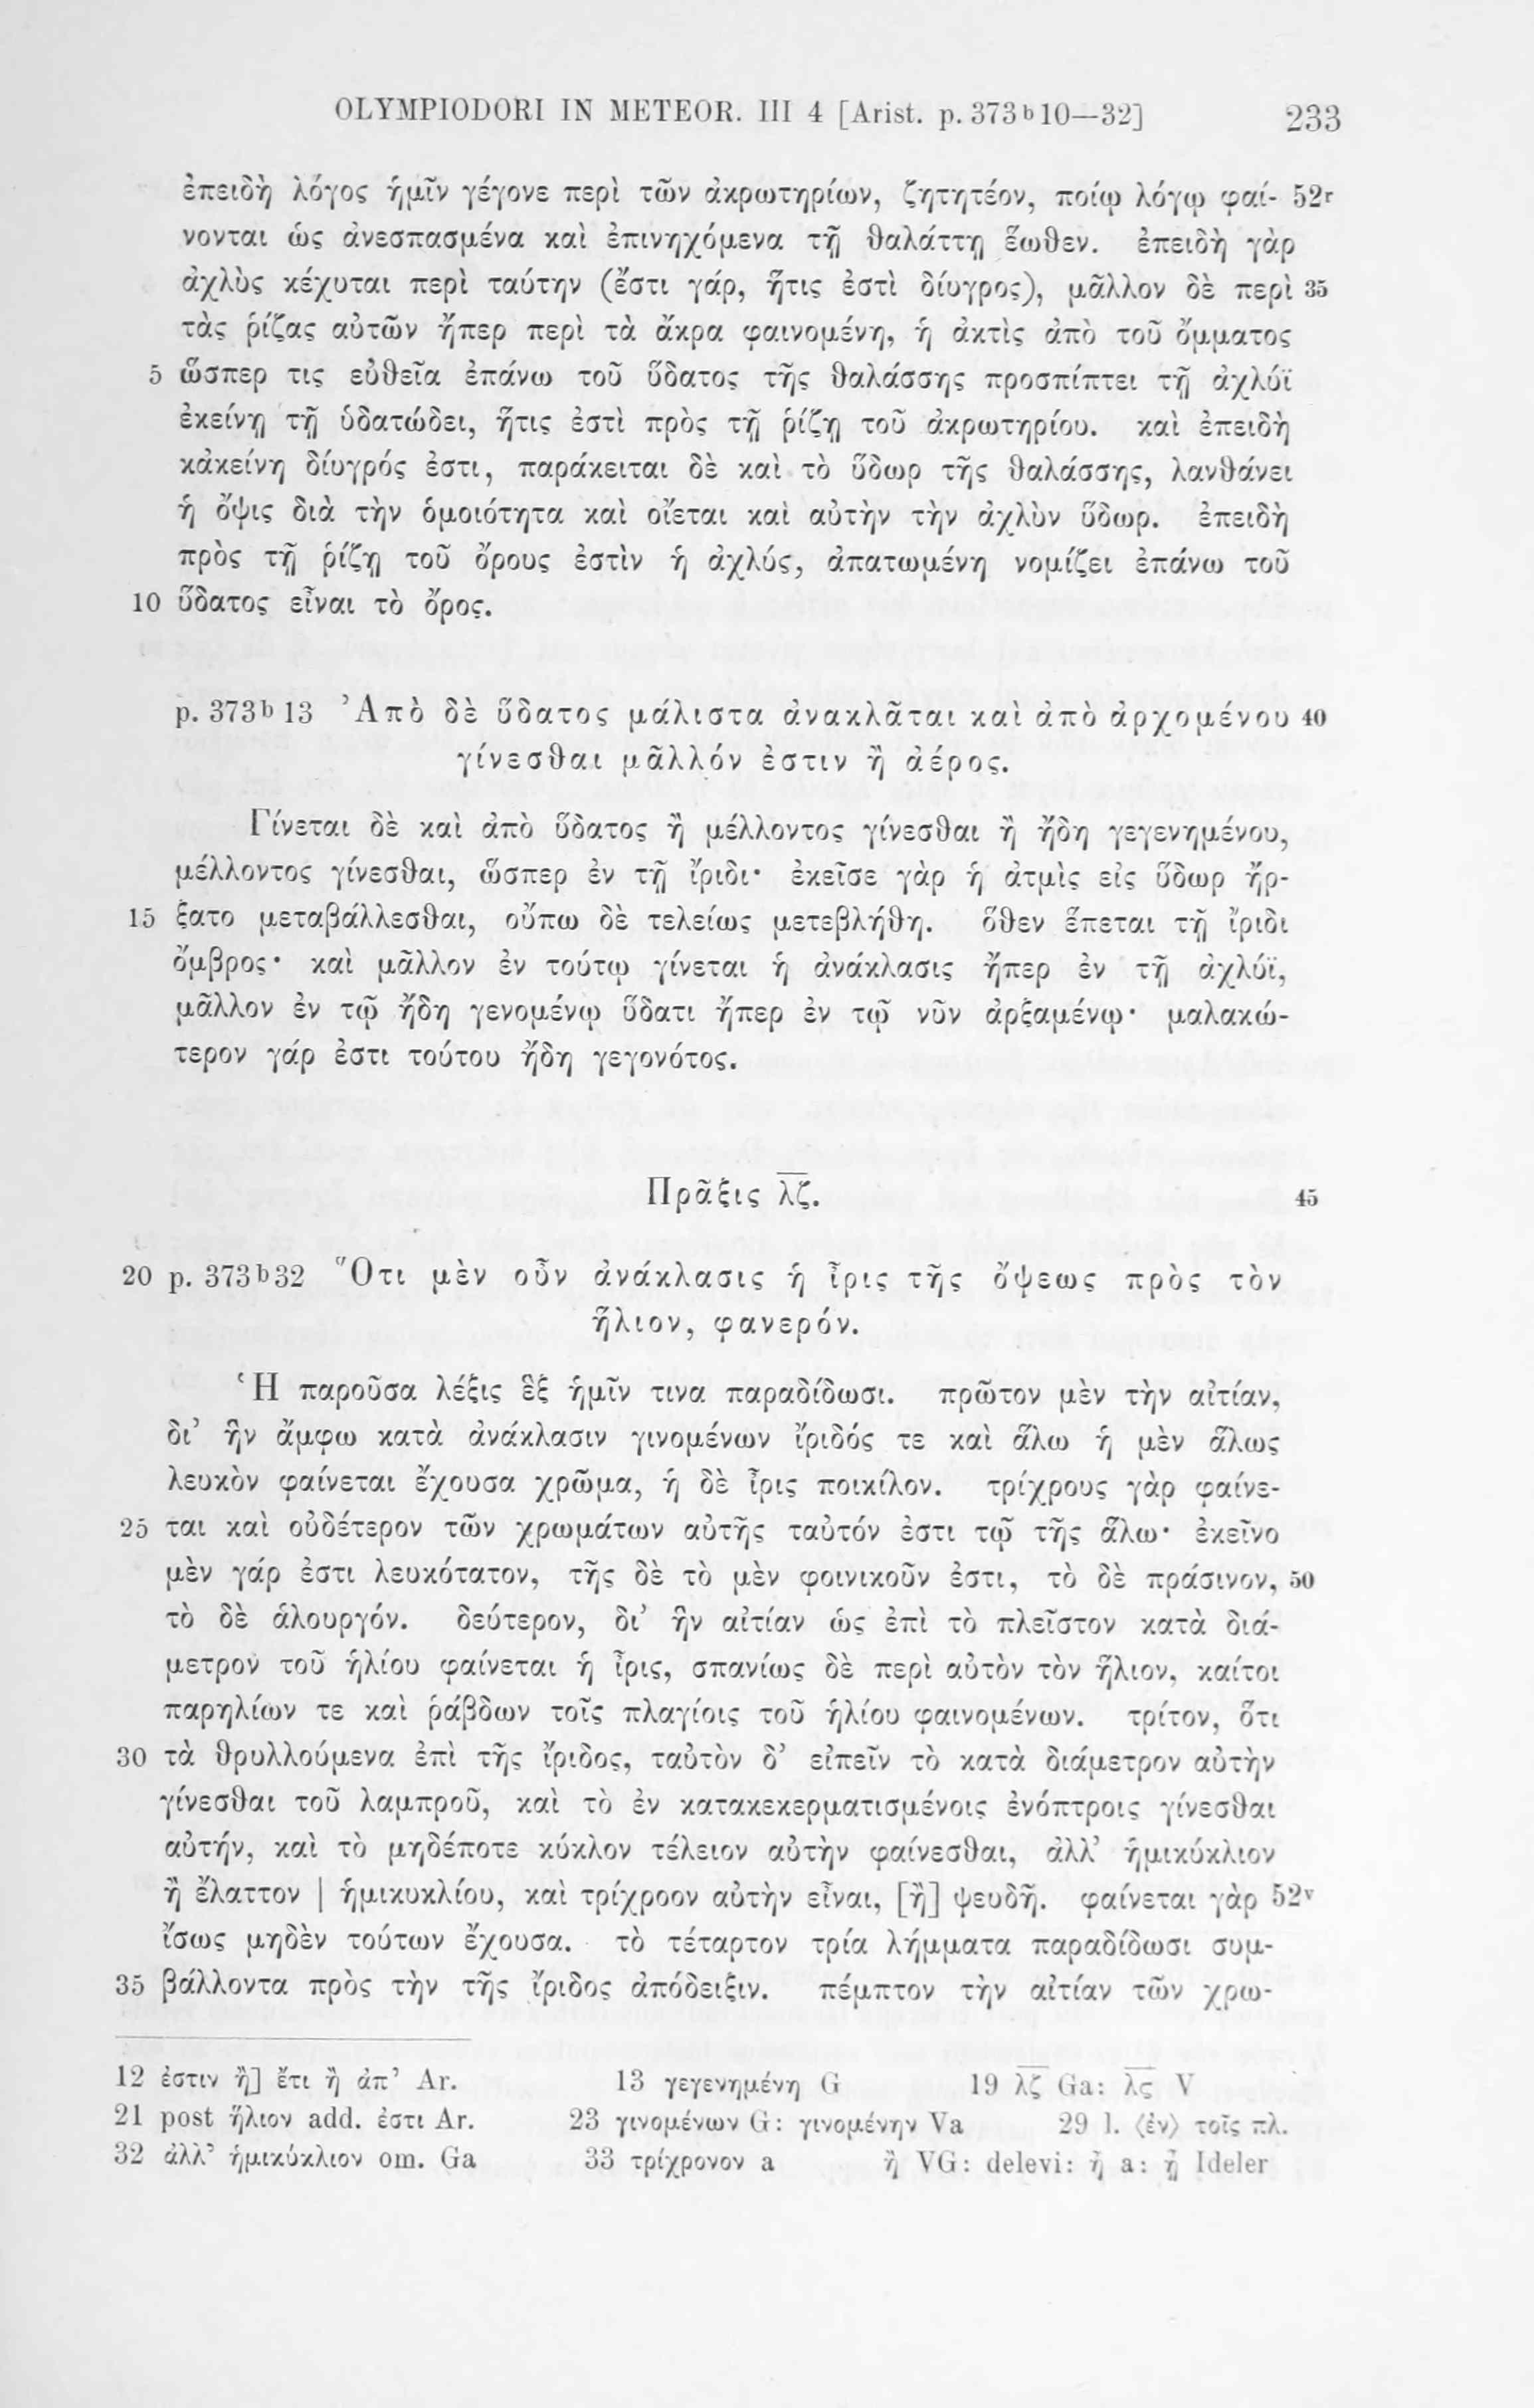 OLYMPIODORI IN METEOR. III 4 [Arist. p. 373 b 10—32] 233
ἐπειδὴ λόγος ἡμῖν γέγονε περὶ τῶν ἀκρωτηρίων, ζητητέον, ποίῳ λόγῳ φαί- 52r
νονται ὡς ἀνεσπασμένα καὶ ἐπινηχόμενα τῇ θαλάττῃ ἕωθεν. ἐπειδὴ γὰρ
ἀχλὺς κέχυται περὶ ταύτην (ἔστι γάρ, ἥτις ἐστὶ δίυγρος), μᾶλλον δὲ περὶ 35
τὰς ῥίζας αὐτῶν ἤπερ περὶ τὰ ἄκρα φαινομένη, ἡ ἀκτὶς ἀπὸ τοῦ ὄμματος
5 ὥσπερ τις εὐθεῖα ἐπάνω τοῦ ὕδατος τῆς θαλάσσης προσπίπτει τῇ ἀχλύϊ
ἐκείνῃ τῇ ὑδατώδει, ἥτις ἐστὶ πρὸς τῇ ῥίζῃ τοῦ ἀκρωτηρίου. καὶ ἐπειδὴ
κἀκείνη δίυγρός ἐστι, παράκειται δὲ καὶ τὸ ὕδωρ τῆς θαλάσσης, λανθάνει
ἡ ὄψις διὰ τὴν ὁμοιότητα καὶ οἴεται καὶ αὐτὴν τὴν ἀχλὺν ὕδωρ. ἐπειδὴ
πρὸς τῇ ῥίζῃ τοῦ ὄρους ἐστὶν ἡ ἀχλύς, ἀπατωμένη νομίζει ἐπάνω τοῦ
10 ὕδατος εἶναι τὸ ὄρος.
p. 373 b 13 Ἀπὸ δὲ ὕδατος μάλιστα ἀνακλᾶται καὶ ἀπὸ ἀρχομένου 40
γίνεσθαι μᾶλλόν ἐστιν ἢ ἀέρος.
Γίνεται δὲ καὶ ἀπὸ ὕδατος ἢ μέλλοντος γίνεσθαι ἢ ἤδη γεγενημένου,
μέλλοντος γίνεσθαι, ὥσπερ ἐν τῇ ἴριδι· ἐκεῖσε γὰρ ἡ ἀτμὶς εἰς ὕδωρ ἤρ-
15 ξατο μεταβάλλεσθαι, οὔπω δὲ τελείως μετεβλήθη. ὅθεν ἕπεται τῇ ἴριδι
ὄμβρος· καὶ μᾶλλον ἐν τούτῳ γίνεται ἡ ἀνάκλασις ἤπερ ἐν τῇ ἀχλύϊ,
μᾶλλον ἐν τῷ ἤδη γενομένῳ ὕδατι ἤπερ ἐν τῷ νῦν ἀρξαμένῳ· μαλακώ-
τερον γάρ ἐστι τούτου ἤδη γεγονότος.
Πρᾶξις λ̅ζ̅. 45
20 p. 373 b 32 Ὅτι μὲν οὖν ἀνάκλασις ἡ ἶρις τῆς ὄψεως πρὸς τὸν
ἥλιον, φανερόν.
Ἡ παροῦσα λέξις ἓξ ἡμῖν τινα παραδίδωσι. πρῶτον μὲν τὴν αἰτίαν,
δι’ ἣν ἄμφω κατὰ ἀνάκλασιν γινομένων ἴριδός τε καὶ ἅλω ἡ μὲν ἅλως
λευκὸν φαίνεται ἔχουσα χρῶμα, ἡ δὲ ἶρις ποικίλον. τρίχρους γὰρ φαίνε-
25 ται καὶ οὐδέτερον τῶν χρωμάτων αὐτῆς ταὐτόν ἐστι τῷ τῆς ἅλω· ἐκεῖνο
μὲν γάρ ἐστι λευκότατον, τῆς δὲ τὸ μὲν φοινικοῦν ἐστι, τὸ δὲ πράσινον, 50
τὸ δὲ ἁλουργόν. δεύτερον, δι’ ἣν αἰτίαν ὡς ἐπὶ τὸ πλεῖστον κατὰ διά-
μετρον τοῦ ἡλίου φαίνεται ἡ ἶρις, σπανίως δὲ περὶ αὐτὸν τὸν ἥλιον, καίτοι
παρηλίων τε καὶ ῥάβδων τοῖς πλαγίοις τοῦ ἡλίου φαινομένων. τρίτον, ὅτι
30 τὰ θρυλλούμενα ἐπὶ τῆς ἴριδος, ταὐτὸν δ’ εἰπεῖν τὸ κατὰ διάμετρον αὐτὴν
γίνεσθαι τοῦ λαμπροῦ, καὶ τὸ ἐν κατακεκερματισμένοις ἐνόπτροις γίνεσθαι
αὐτήν, καὶ τὸ μηδέποτε κύκλον τέλειον αὐτὴν φαίνεσθαι, ἀλλ’ ἡμικύκλιον
ἢ ἔλαττον | ἡμικυκλίου, καὶ τρίχροον αὐτὴν εἶναι, [ἢ] ψευδῆ. φαίνεται γὰρ 52v
ἴσως μηδὲν τούτων ἔχουσα. τὸ τέταρτον τρία λήμματα παραδίδωσι συμ-
35 βάλλοντα πρὸς τὴν τῆς ἴριδος ἀπόδειξιν. πέμπτον τὴν αἰτίαν τῶν χρω-
12 ἐστιν ἢ] ἔτι ἢ ἀπ’ Ar. 13 γεγενημένη G 19 λ̅ζ̅ Ga: λ̅ς̅ V
21 post ἥλιον add. ἐστι Ar. 23 γινομένων G: γινομένην Va 29 l. ⟨ἐν⟩ τοῖς πλ.
32 ἀλλ’ ἡμικύκλιον om. Ga 33 τρίχρονον a ἢ VG: delevi: ἡ a: ᾗ Ideler